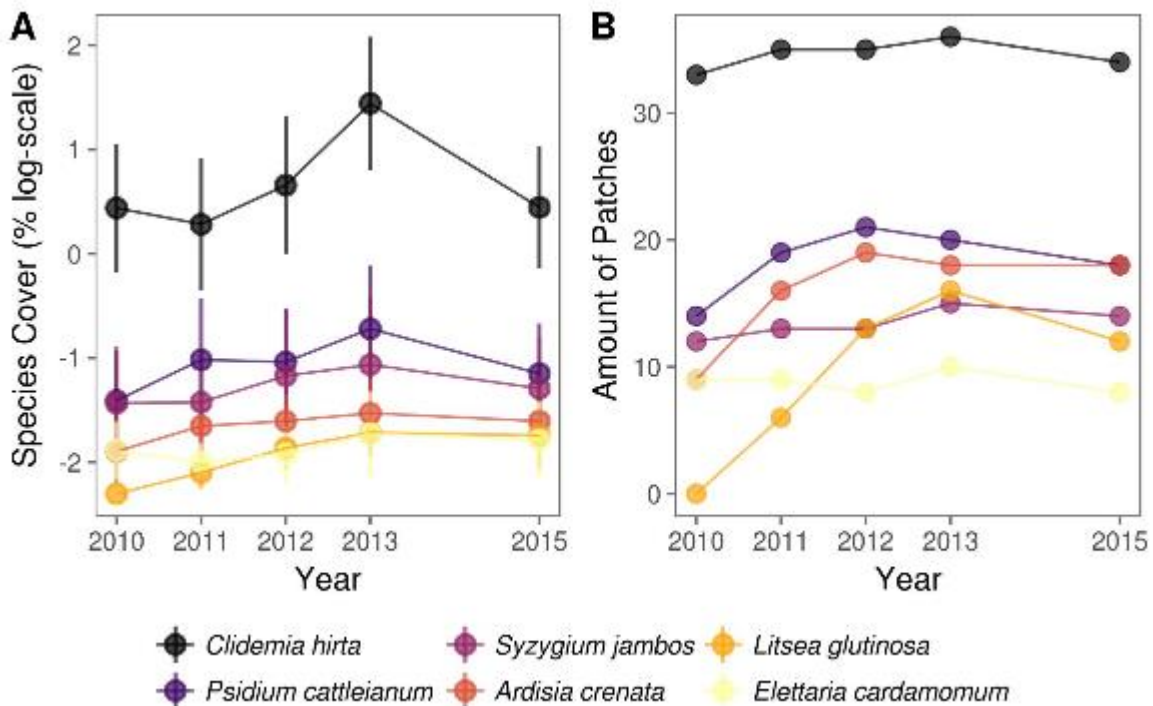 A
B
Species Cover (% log-scale)
2
1
0
-1
-2
2010 2011 2012 2013 2015
Year
Amount of Patches
30
20
10
0
2010 2011 2012 2013 2015
Year
Clidemia hirta
Syzygium jambos
Litsea glutinosa
Psidium cattleianum
Ardisia crenata
Elettaria cardamomum